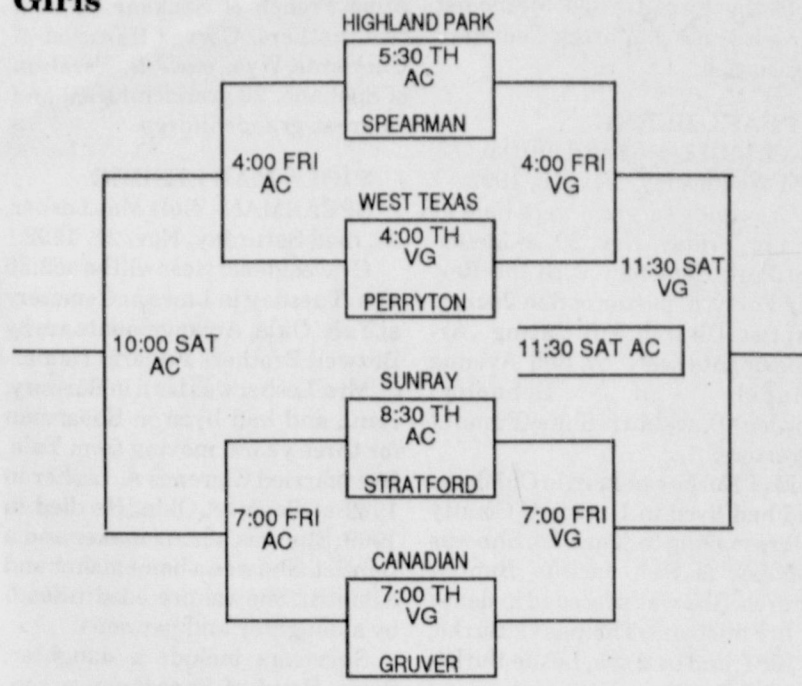 Girls
HIGHLAND PARK
5:30 TH
AC
SPEARMAN
4:00 FRI
AC
4:00 FRI
VG
WEST TEXAS
4:00 TH
VG
PERRYTON
11:30 SAT
VG
10:00 SAT
AC
11:30 SAT AC
SUNRAY
8:30 TH
AC
STRATFORD
7:00 FRI
AC
7:00 FRI
VG
CANADIAN
7:00 TH
VG
GRUVER